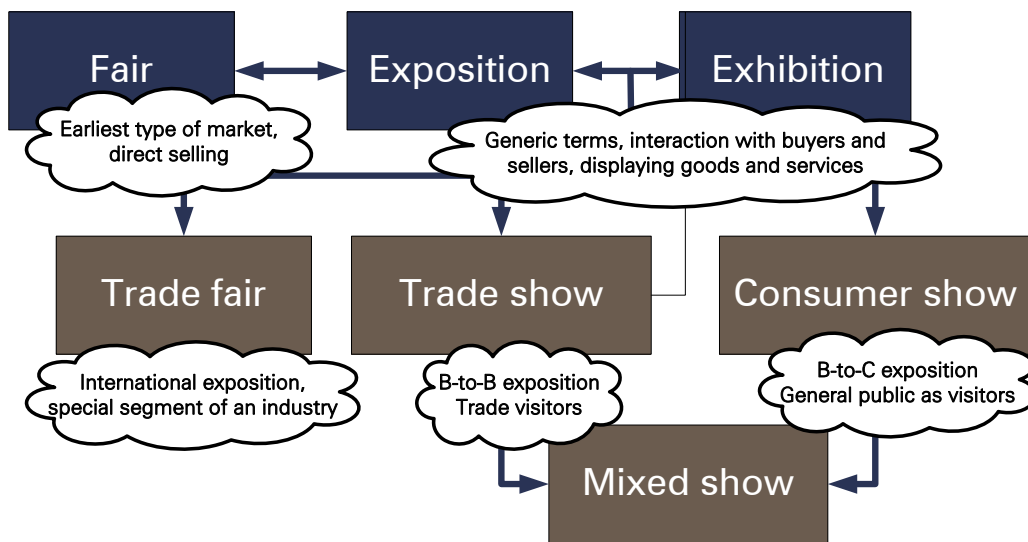 Fair
Exposition
Exhibition
Earliest type of market,
direct selling
Generic terms, interaction with buyers and
sellers, displaying goods and services
Trade fair
Trade show
Consumer show
International exposition,
special segment of an industry
B-to-B exposition
Trade visitors
B-to-C exposition
General public as visitors
Mixed show